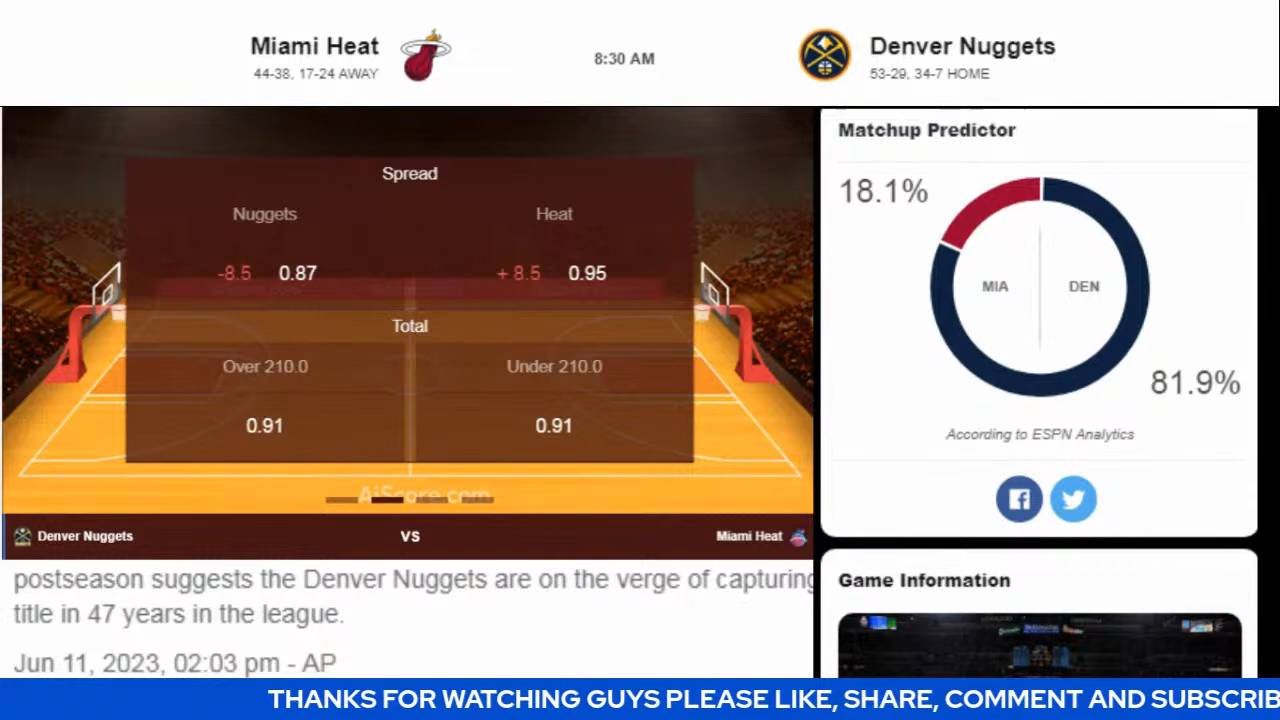 Miami Heat
44-38, 17-24 AWAY
8:30 AM
Denver Nuggets
53-29, 34-7 HOME
Spread
Nuggets
Heat
-8.5 0.87
+ 8.5 0.95
Total
Over 210.0
Under 210.0
0.91
0.91
AiScore.com
Denver Nuggets
VS
Miami Heat
postseason suggests the Denver Nuggets are on the verge of capturing
title in 47 years in the league.
Jun 11, 2023, 02:03 pm - AP
Matchup Predictor
18.1%
MIA
DEN
81.9%
According to ESPN Analytics
Game Information
THANKS FOR WATCHING GUYS PLEASE LIKE, SHARE, COMMENT AND SUBSCRIB